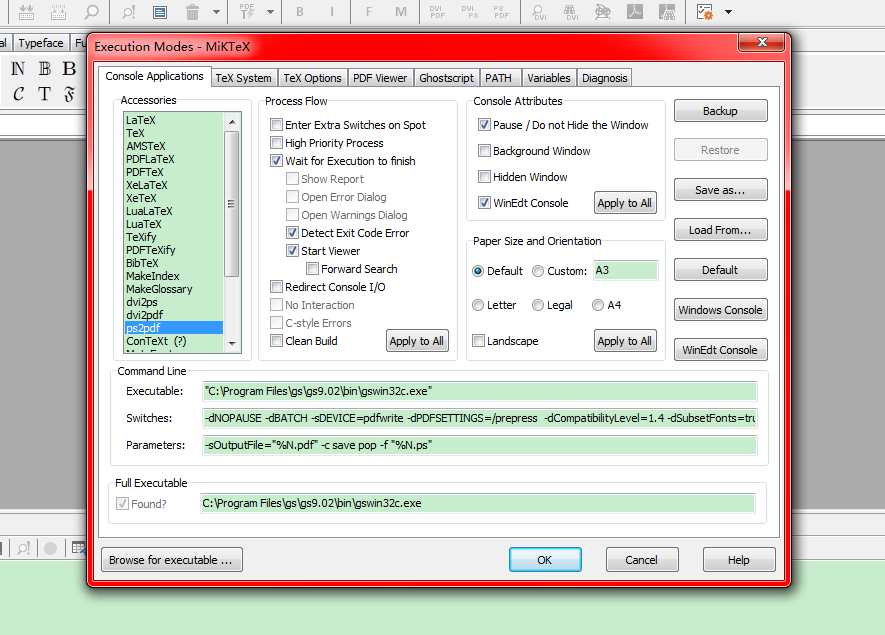 DVI PDF
DVI PS
PS PDF
PDF
B I F M
DVI
DVI
Typeface
N B B
C T F
Execution Modes - MiKTeX
Console Applications TeX System TeX Options PDF Viewer Ghostscript PATH Variables Diagnosis
Accessories
LaTeX
TeX
AMSTeX
PDFLaTeX
PDFTeX
XeLaTeX
XeTeX
LuaLaTeX
LuaTeX
TeXify
PDFTeXify
BibTeX
MakeIndex
MakeGlossary
dvi2ps
dvi2pdf
ps2pdf
ConTeXt (?)
Process Flow
Enter Extra Switches on Spot
High Priority Process
Wait for Execution to finish
Show Report
Open Error Dialog
Open Warnings Dialog
Detect Exit Code Error
Start Viewer
Forward Search
Redirect Console I/O
No Interaction
C-style Errors
Clean Build
Apply to All
Console Attributes
Pause / Do not Hide the Window
Background Window
Hidden Window
WinEdt Console
Apply to All
Paper Size and Orientation
Default Custom: A3
Letter Legal A4
Landscape
Apply to All
Backup
Restore
Save as...
Load From...
Default
Windows Console
WinEdt Console
Command Line
Executable: "C:\Program Files\gs\gs9.02\bin\gswin32c.exe"
Switches: -dNOPAUSE -dBATCH -sDEVICE=pdfwrite -dPDFSETTINGS=/prepress -dCompatibilityLevel=1.4 -dSubsetFonts=tru
Parameters: -sOutputFile="%N.pdf" -c save pop -f "%N.ps"
Full Executable
Found? C:\Program Files\gs\gs9.02\bin\gswin32c.exe
Browse for executable ...
OK
Cancel
Help